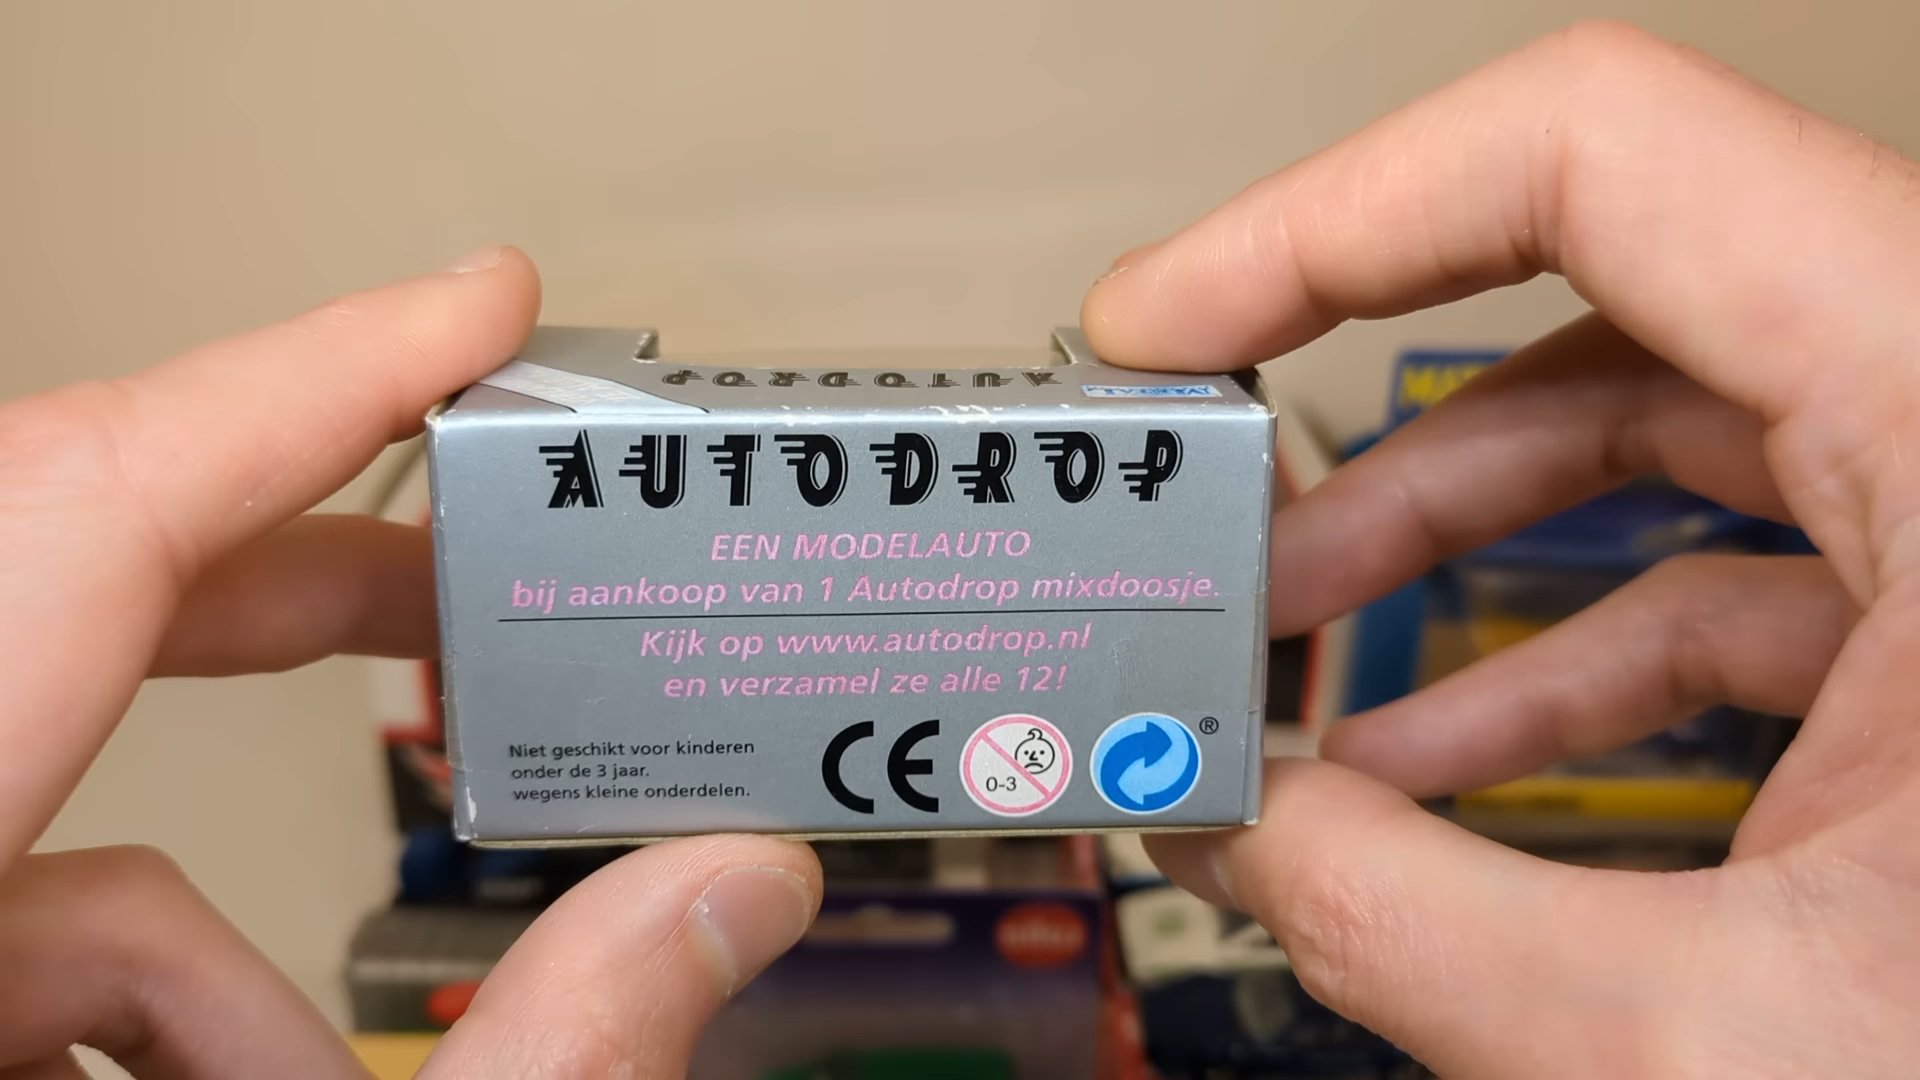 AUTODROP
AUTODROP
EEN MODELAUTO
bij aankoop van 1 Autodrop mixdoosje.
Kijk op www.autodrop.nl
en verzamel ze alle 12!
Niet geschikt voor kinderen
onder de 3 jaar.
wegens kleine onderdelen.
CE
0-3
®